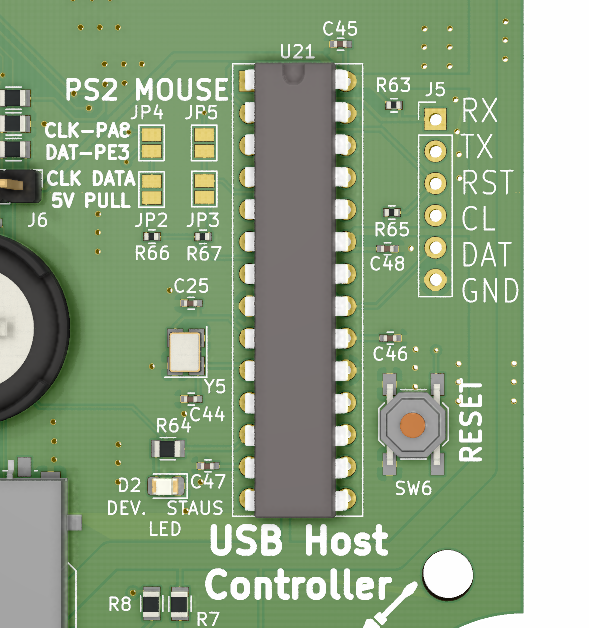 C45
U21
PS2 MOUSE
R63
J5
JP4
JP5
RX
CLK-PA8
DAT-PE3
TX
CLK DATA
5V PULL
RST
J6
JP2
JP3
CL
R65
R66
R67
DAT
C48
C25
GND
C46
Y5
RESET
C44
R64
C47
D2
SW6
DEV. STAUS
LED
USB Host
Controller
R8
R7